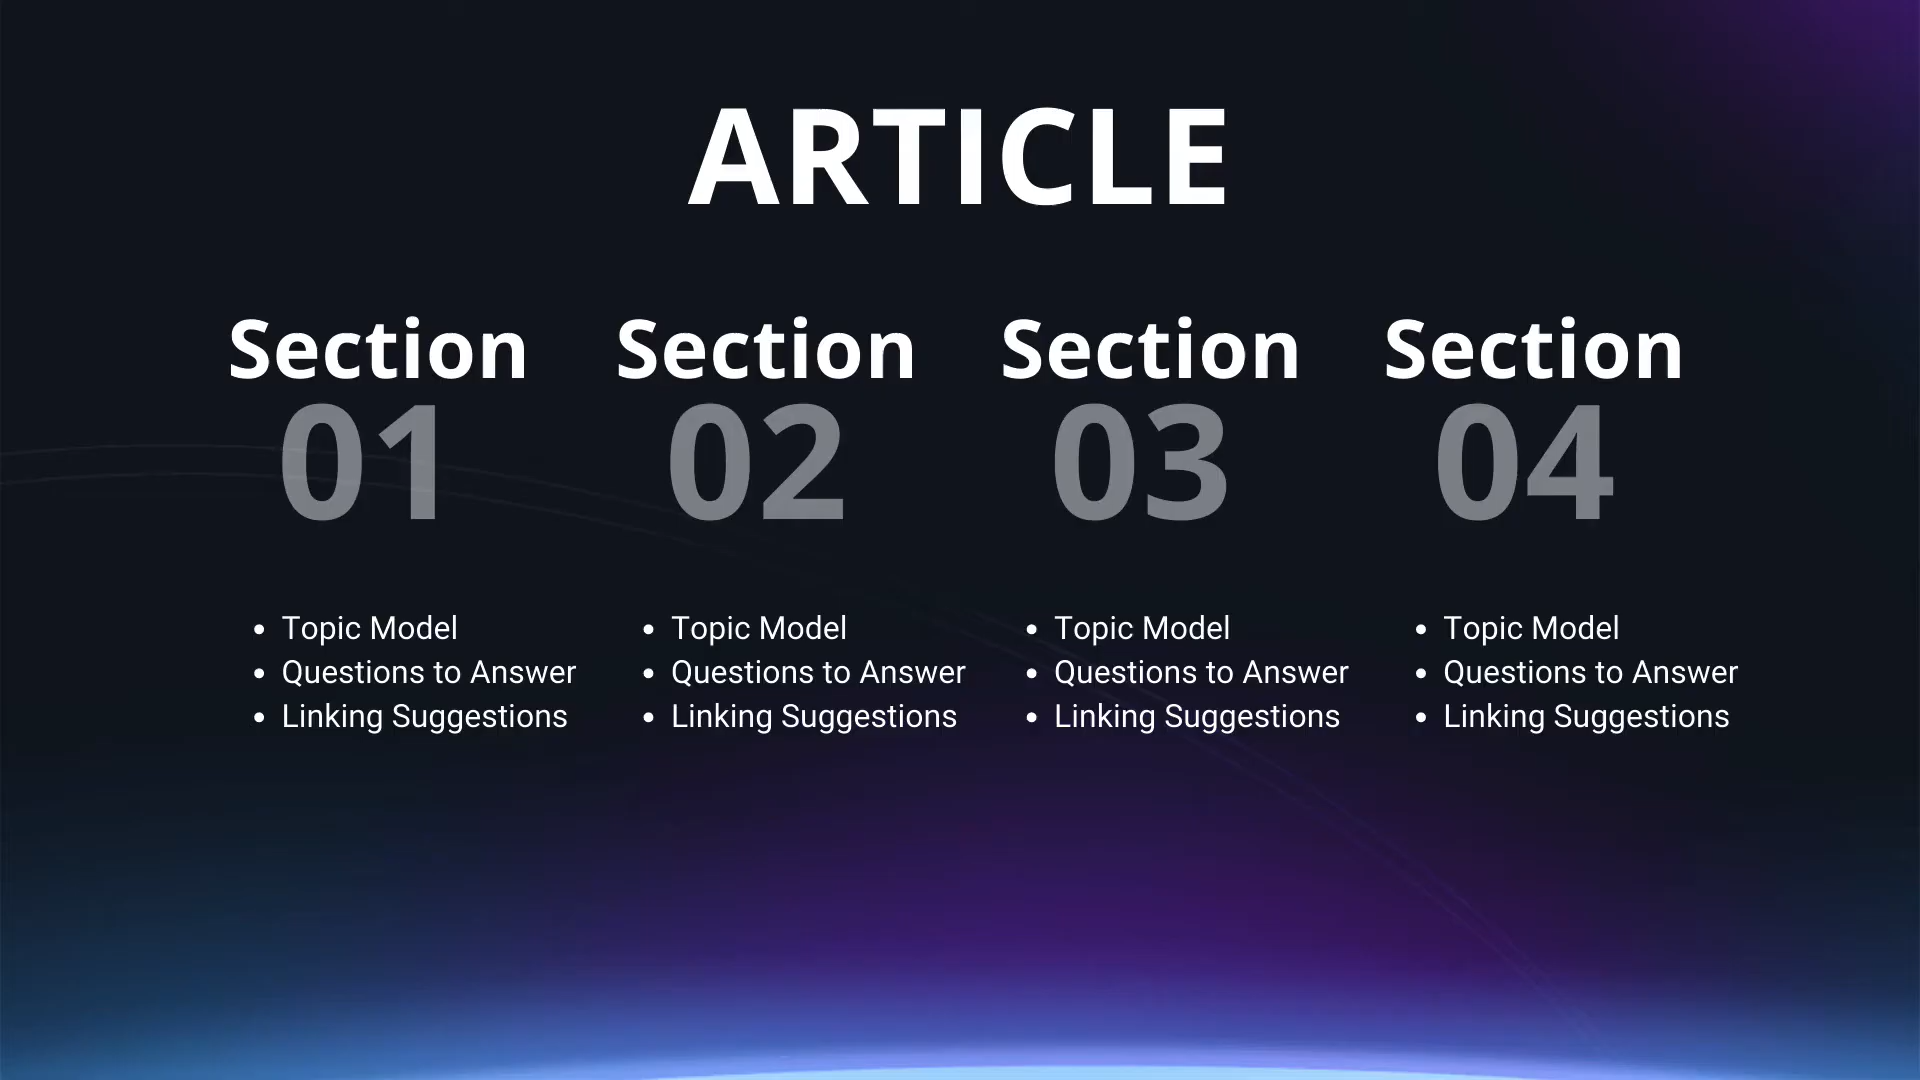 ARTICLE
Section
01
• Topic Model
• Questions to Answer
• Linking Suggestions
Section
02
• Topic Model
• Questions to Answer
• Linking Suggestions
Section
03
• Topic Model
• Questions to Answer
• Linking Suggestions
Section
04
• Topic Model
• Questions to Answer
• Linking Suggestions